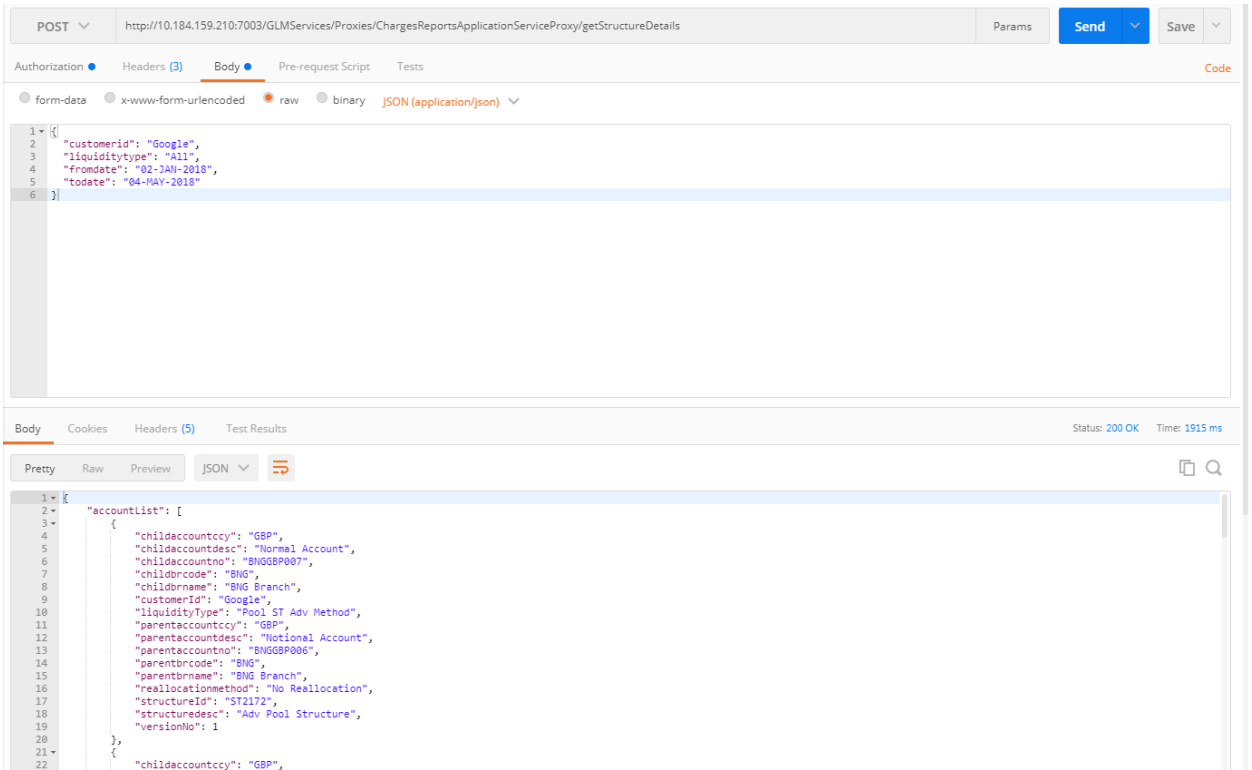 POST http://10.184.159.210:7003/GLMServices/Proxies/ChargesReportsApplicationServiceProxy/getStructureDetails Params Send Save
Authorization Headers (3) Body Pre-request Script Tests Code
form-data x-www-form-urlencoded raw binary JSON (application/json)
1 {
2 "customerid": "Google",
3 "liquiditytype": "All",
4 "fromdate": "02-JAN-2018",
5 "todate": "04-MAY-2018"
6 }
Body Cookies Headers (5) Test Results Status: 200 OK Time: 1915 ms
Pretty Raw Preview JSON
1 {
2 "accountList": [
3 {
4 "childaccountccy": "GBP",
5 "childaccountdesc": "Normal Account",
6 "childaccountno": "BNGGBP007",
7 "childbrcode": "BNG",
8 "childbrname": "BNG Branch",
9 "customerId": "Google",
10 "liquidityType": "Pool ST Adv Method",
11 "parentaccountccy": "GBP",
12 "parentaccountdesc": "Notional Account",
13 "parentaccountno": "BNGGBP006",
14 "parentbrcode": "BNG",
15 "parentbrname": "BNG Branch",
16 "reallocationmethod": "No Reallocation",
17 "structureId": "ST2172",
18 "structuredesc": "Adv Pool Structure",
19 "versionNo": 1
20 },
21 {
22 "childaccountccy": "GBP",